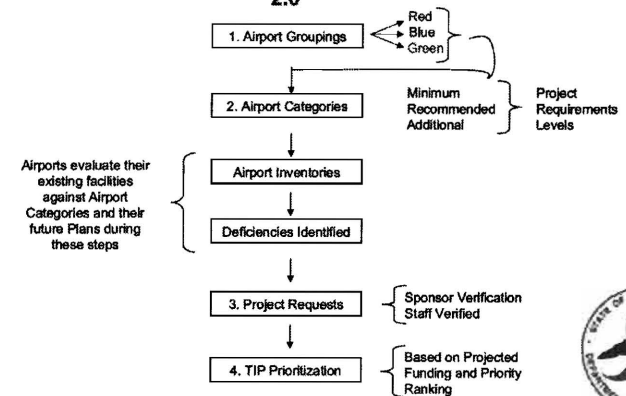 2.0
1. Airport Groupings
Red
Blue
Green
2. Airport Categories
Minimum
Recommended
Additional
Project
Requirements
Levels
Airports evaluate their
existing facilities
against Airport
Categories and their
future Plans during
these steps
Airport Inventories
Deficiencies Identified
3. Project Requests
Sponsor Verification
Staff Verified
4. TIP Prioritization
Based on Projected
Funding and Priority
Ranking
STATE OF